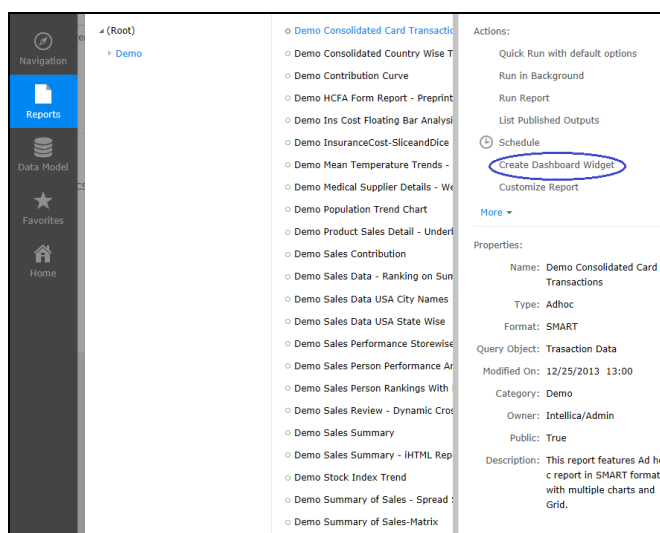 Navigation
Reports
Data Model
Favorites
Home
(Root)
Demo
Demo Consolidated Card Transactic
Demo Consolidated Country Wise T
Demo Contribution Curve
Demo HCFA Form Report - Preprint
Demo Ins Cost Floating Bar Analysi
Demo InsuranceCost-SliceandDice
Demo Mean Temperature Trends -
Demo Medical Supplier Details - We
Demo Population Trend Chart
Demo Product Sales Detail - Underl
Demo Sales Contribution
Demo Sales Data - Ranking on Sum
Demo Sales Data USA City Names
Demo Sales Data USA State Wise
Demo Sales Performance Storewise
Demo Sales Person Performance Ar
Demo Sales Person Rankings With
Demo Sales Review - Dynamic Cros
Demo Sales Summary
Demo Sales Summary - iHTML Rep
Demo Stock Index Trend
Demo Summary of Sales - Spread
Demo Summary of Sales-Matrix
Actions:
Quick Run with default options
Run in Background
Run Report
List Published Outputs
Schedule
Create Dashboard Widget
Customize Report
More
Properties:
Name: Demo Consolidated Card
Transactions
Type: Adhoc
Format: SMART
Query Object: Trasaction Data
Modified On: 12/25/2013 13:00
Category: Demo
Owner: Intellica/Admin
Public: True
Description: This report features Ad h
c report in SMART format
with multiple charts and
Grid.